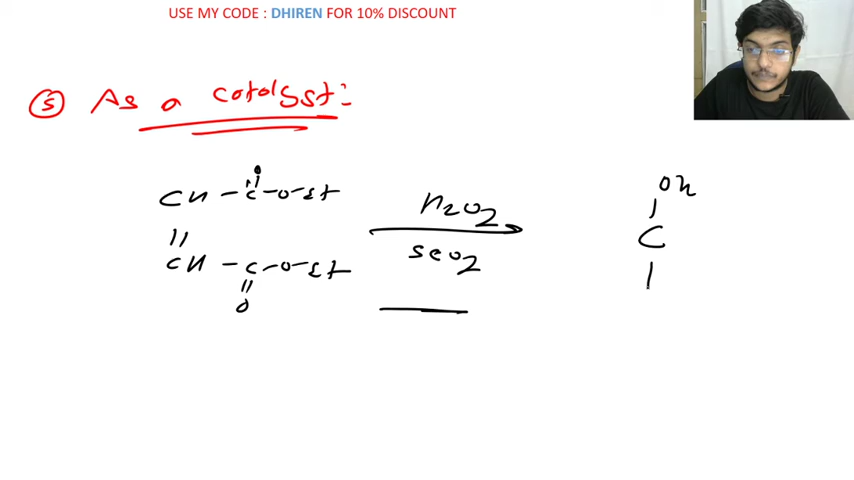 USE MY CODE : DHIREN FOR 10% DISCOUNT
5 As a catalyst:
O
CH - C - O - Et
CH - C - O - Et
O
H2O2
SeO2
OH
C